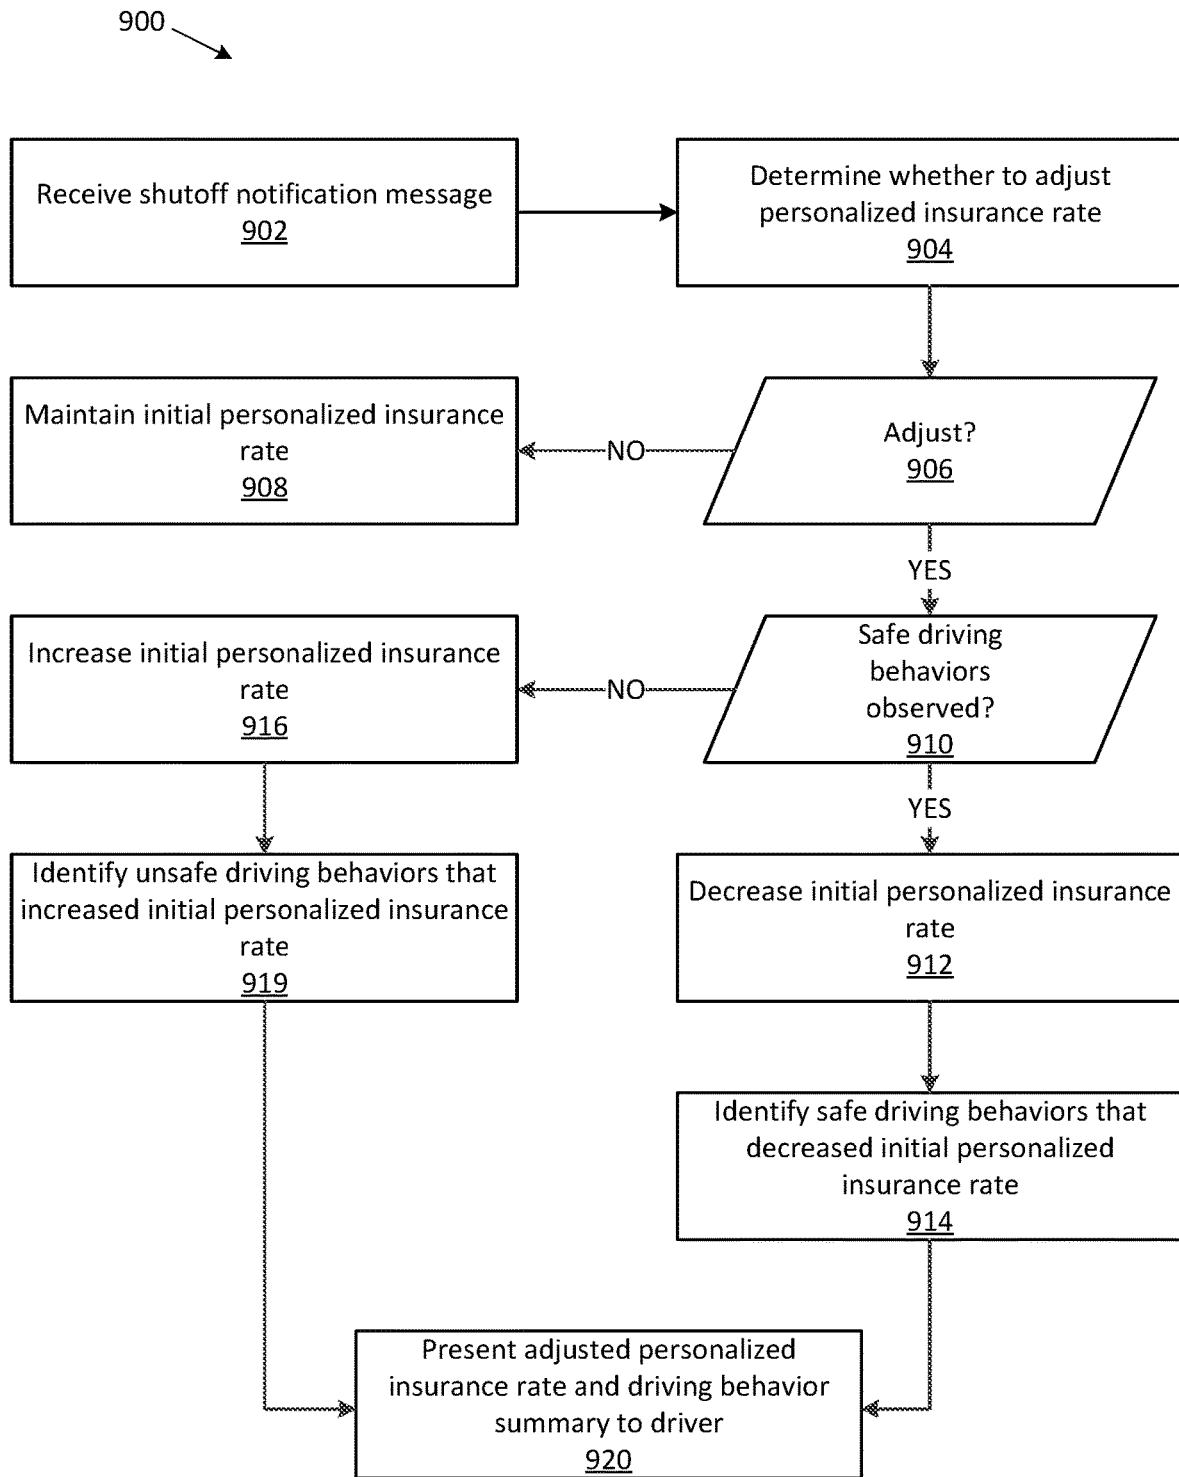 900
Receive shutoff notification message
902
Determine whether to adjust
personalized insurance rate
904
Maintain initial personalized insurance
rate
908
NO
Adjust?
906
YES
Increase initial personalized insurance
rate
916
NO
Safe driving
behaviors
observed?
910
YES
Identify unsafe driving behaviors that
increased initial personalized insurance
rate
919
Decrease initial personalized insurance
rate
912
Identify safe driving behaviors that
decreased initial personalized
insurance rate
914
Present adjusted personalized
insurance rate and driving behavior
summary to driver
920